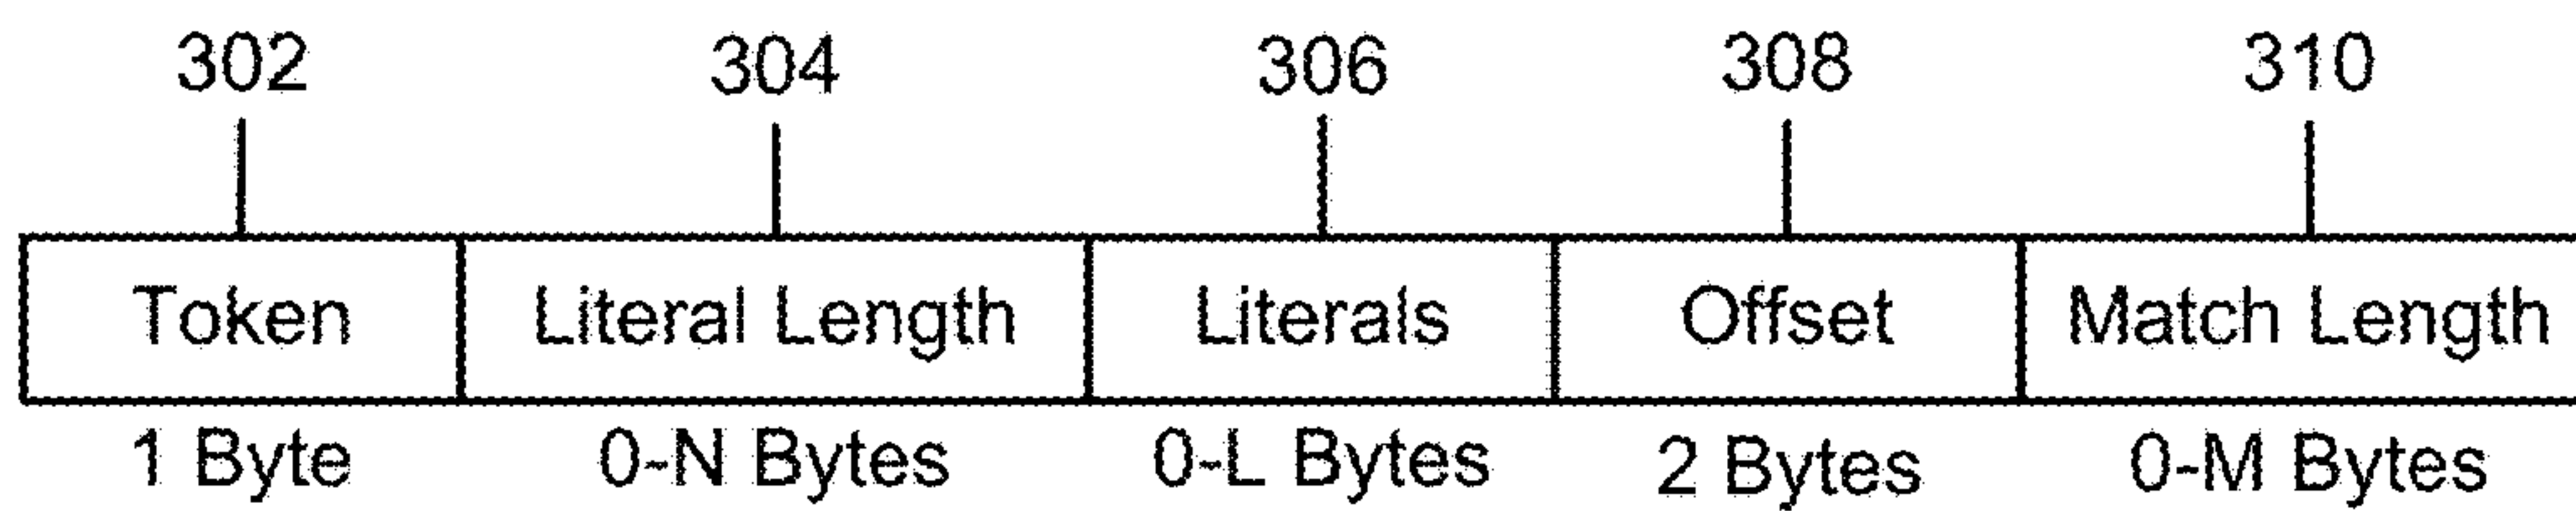 302 304 306 308 310
Token Literal Length Literals Offset Match Length
1 Byte 0-N Bytes 0-L Bytes 2 Bytes 0-M Bytes